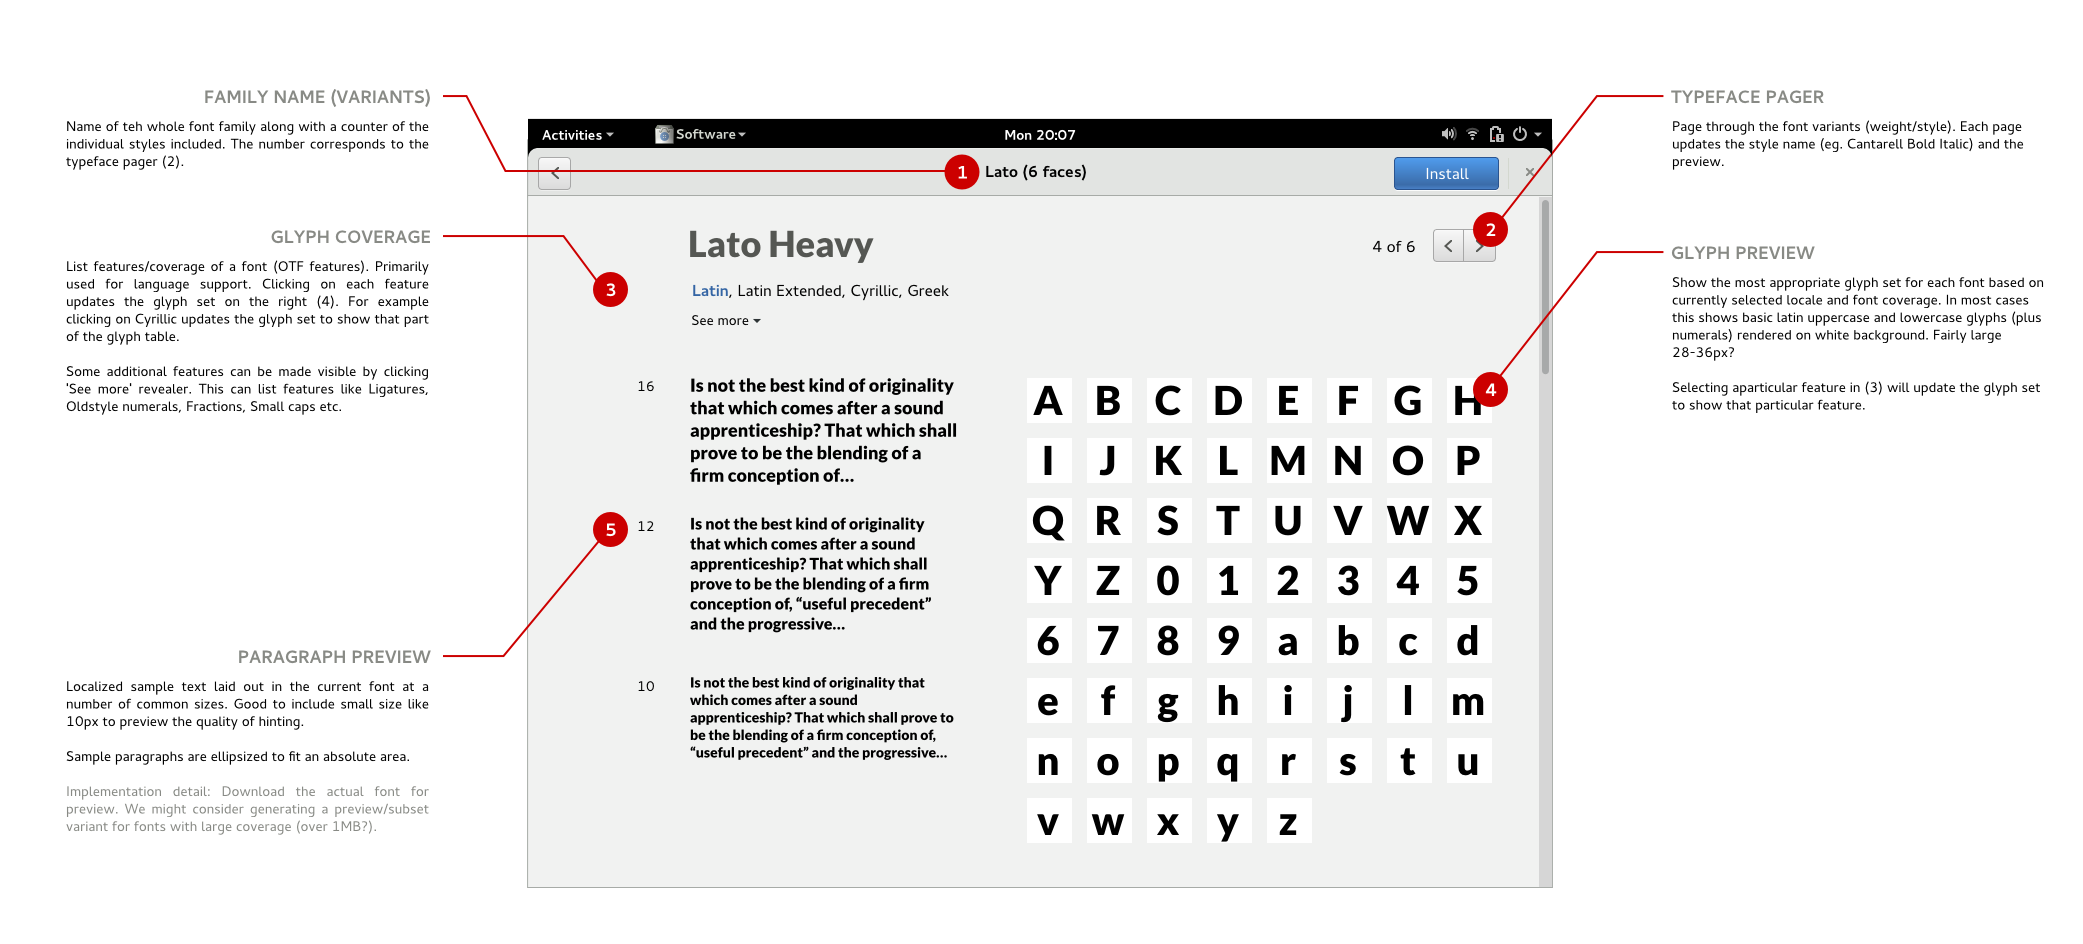 FAMILY NAME (VARIANTS)
Name of teh whole font family along with a counter of the
individual styles included. The number corresponds to the
typeface pager (2).
GLYPH COVERAGE
List features/coverage of a font (OTF features). Primarily
used for language support. Clicking on each feature
updates the glyph set on the right (4). For example
clicking on Cyrillic updates the glyph set to show that part
of the glyph table.
Some additional features can be made visible by clicking
'See more' revealer. This can list features like Ligatures,
Oldstyle numerals, Fractions, Small caps etc.
PARAGRAPH PREVIEW
Localized sample text laid out in the current font at a
number of common sizes. Good to include small size like
10px to preview the quality of hinting.
Sample paragraphs are ellipsized to fit an absolute area.
Implementation detail: Download the actual font for
preview. We might consider generating a preview/subset
variant for fonts with large coverage (over 1MB?).
Activities Software Mon 20:07
1 Lato (6 faces) Install
Lato Heavy
4 of 6
2
3
Latin, Latin Extended, Cyrillic, Greek
See more
16
Is not the best kind of originality
that which comes after a sound
apprenticeship? That which shall
prove to be the blending of a
firm conception of...
5
12
Is not the best kind of originality
that which comes after a sound
apprenticeship? That which shall
prove to be the blending of a firm
conception of, “useful precedent”
and the progressive...
10
Is not the best kind of originality that
which comes after a sound
apprenticeship? That which shall prove to
be the blending of a firm conception of,
“useful precedent” and the progressive...
A B C D E F G H
4
I J K L M N O P
Q R S T U V W X
Y Z 0 1 2 3 4 5
6 7 8 9 a b c d
e f g h i j l m
n o p q r s t u
v w x y z
TYPEFACE PAGER
Page through the font variants (weight/style). Each page
updates the style name (eg. Cantarell Bold Italic) and the
preview.
GLYPH PREVIEW
Show the most appropriate glyph set for each font based on
currently selected locale and font coverage. In most cases
this shows basic latin uppercase and lowercase glyphs (plus
numerals) rendered on white background. Fairly large
28-36px?
Selecting aparticular feature in (3) will update the glyph set
to show that particular feature.